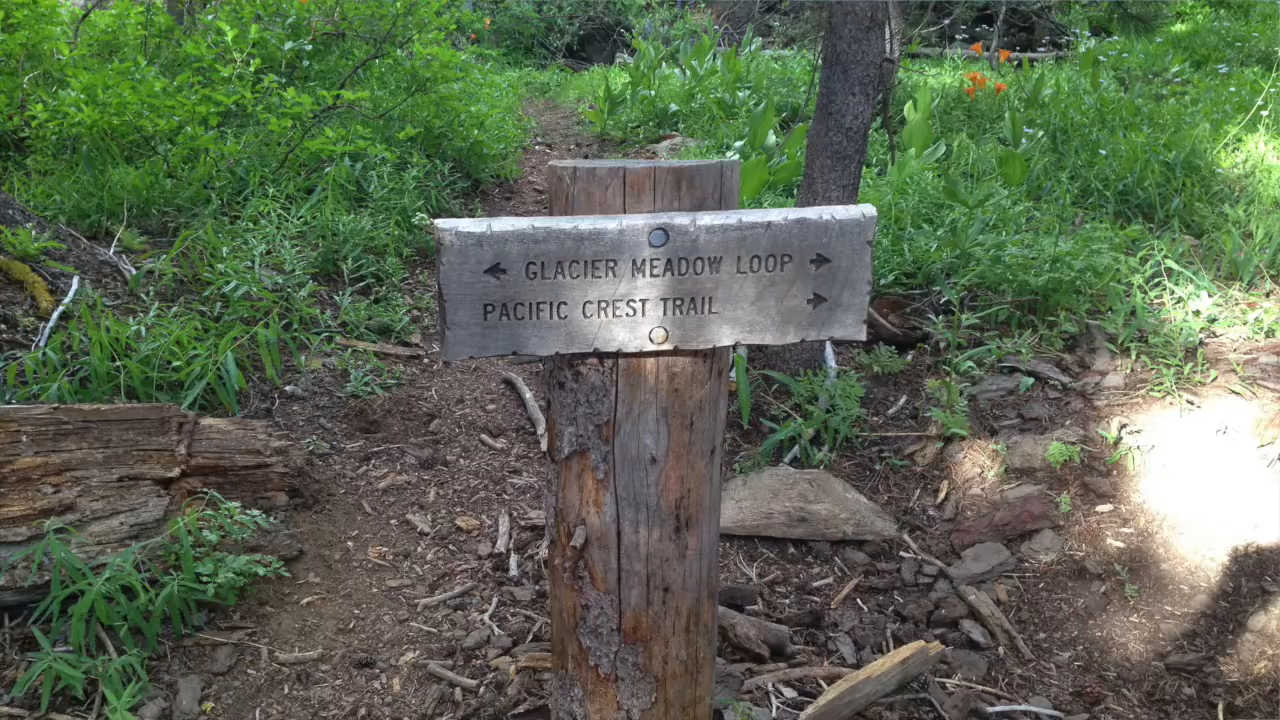 ← GLACIER MEADOW LOOP →
PACIFIC CREST TRAIL →